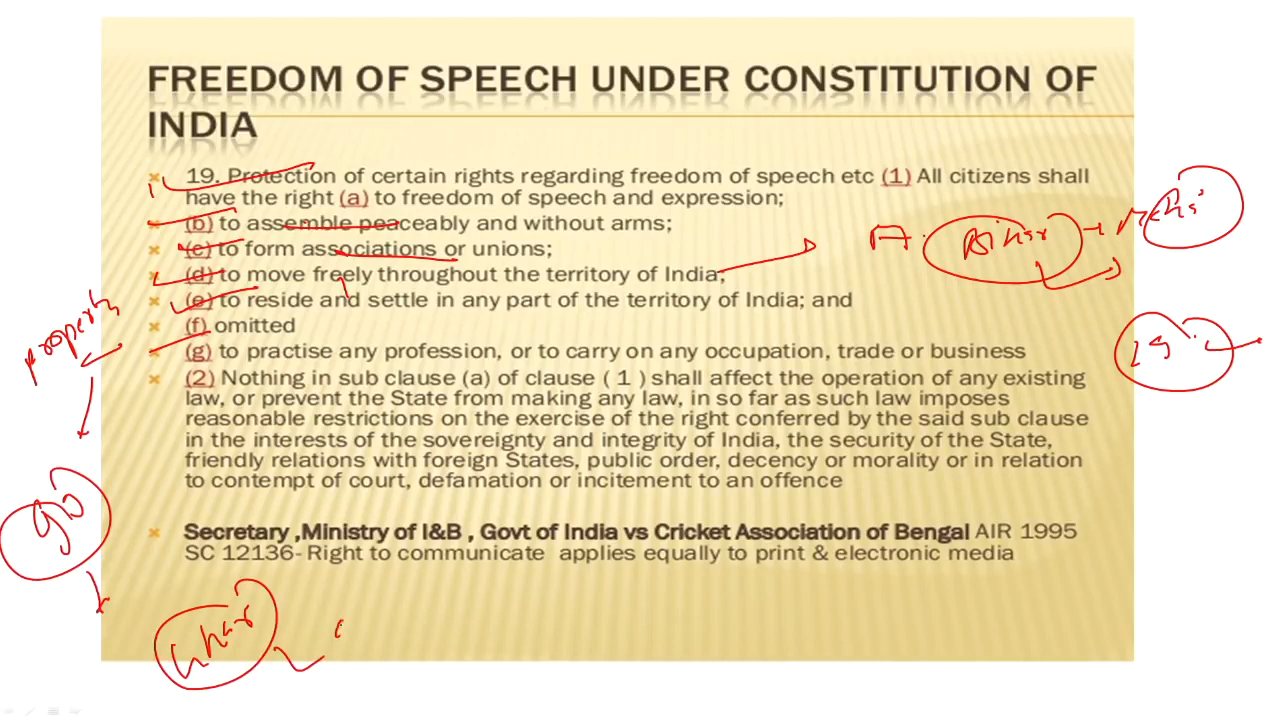 FREEDOM OF SPEECH UNDER CONSTITUTION OF
INDIA
19. Protection of certain rights regarding freedom of speech etc (1) All citizens shall
have the right (a) to freedom of speech and expression;
(b) to assemble peaceably and without arms;
(c) to form associations or unions;
(d) to move freely throughout the territory of India;
(e) to reside and settle in any part of the territory of India; and
(f) omitted
(g) to practise any profession, or to carry on any occupation, trade or business
(2) Nothing in sub clause (a) of clause ( 1 ) shall affect the operation of any existing
law, or prevent the State from making any law, in so far as such law imposes
reasonable restrictions on the exercise of the right conferred by the said sub clause
in the interests of the sovereignty and integrity of India, the security of the State,
friendly relations with foreign States, public order, decency or morality or in relation
to contempt of court, defamation or incitement to an offence
Secretary ,Ministry of I&B , Govt of India vs Cricket Association of Bengal AIR 1995
SC 12136- Right to communicate applies equally to print & electronic media
A. Bihar
property
90
Ghar